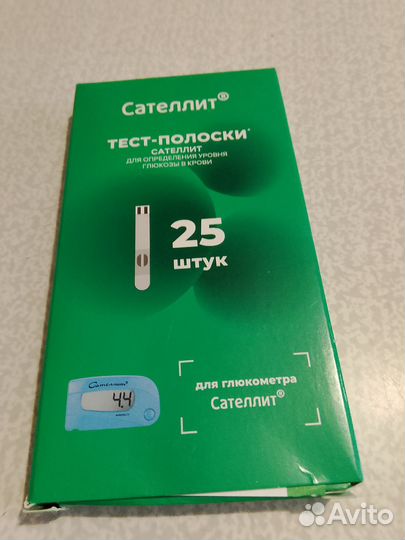 Сателлит®
ТЕСТ-ПОЛОСКИ*
САТЕЛЛИТ
ДЛЯ ОПРЕДЕЛЕНИЯ УРОВНЯ
ГЛЮКОЗЫ В КРОВИ
25
штук
для глюкометра
Сателлит®
Сателлит®
4.4
Avito